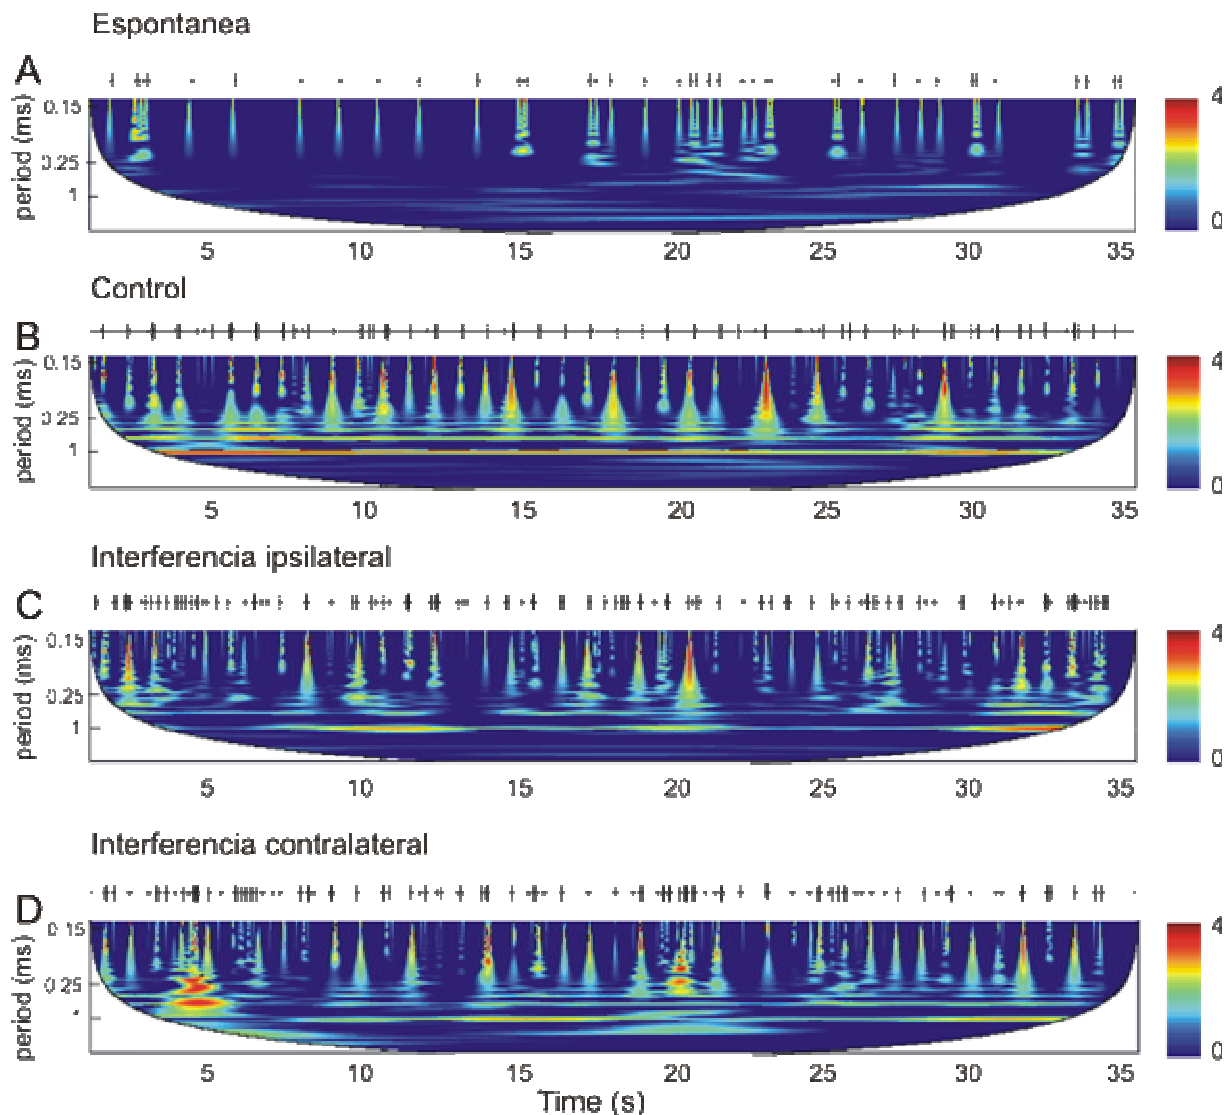 Espontanea
A
period (ms)
0.15
0.25
1
4
0
5 10 15 20 25 30 35
Control
B
period (ms)
0.15
0.25
1
4
0
5 10 15 20 25 30 35
Interferencia ipsilateral
C
period (ms)
0.15
0.25
1
4
0
5 10 15 20 25 30 35
Interferencia contralateral
D
period (ms)
0.15
0.25
4
0
5 10 15 20 25 30 35
Time (s)